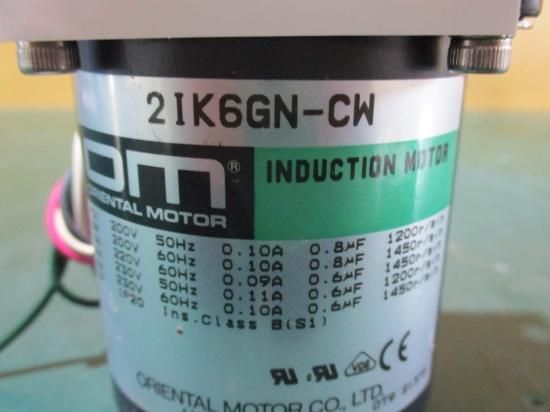 2IK6GN-CW
OM®
ORIENTAL MOTOR
INDUCTION MOTOR
200V 50Hz 0.10A 0.8µF 1200r/min
200V 60Hz 0.10A 0.8µF 1450r/min
220V 60Hz 0.09A 0.6µF 1450r/min
230V 50Hz 0.11A 0.6µF 1200r/min
230V 60Hz 0.10A 0.6µF 1450r/min
IP20 Ins.Class B(S1)
VDE CE
ORIENTAL MOTOR CO., LTD.